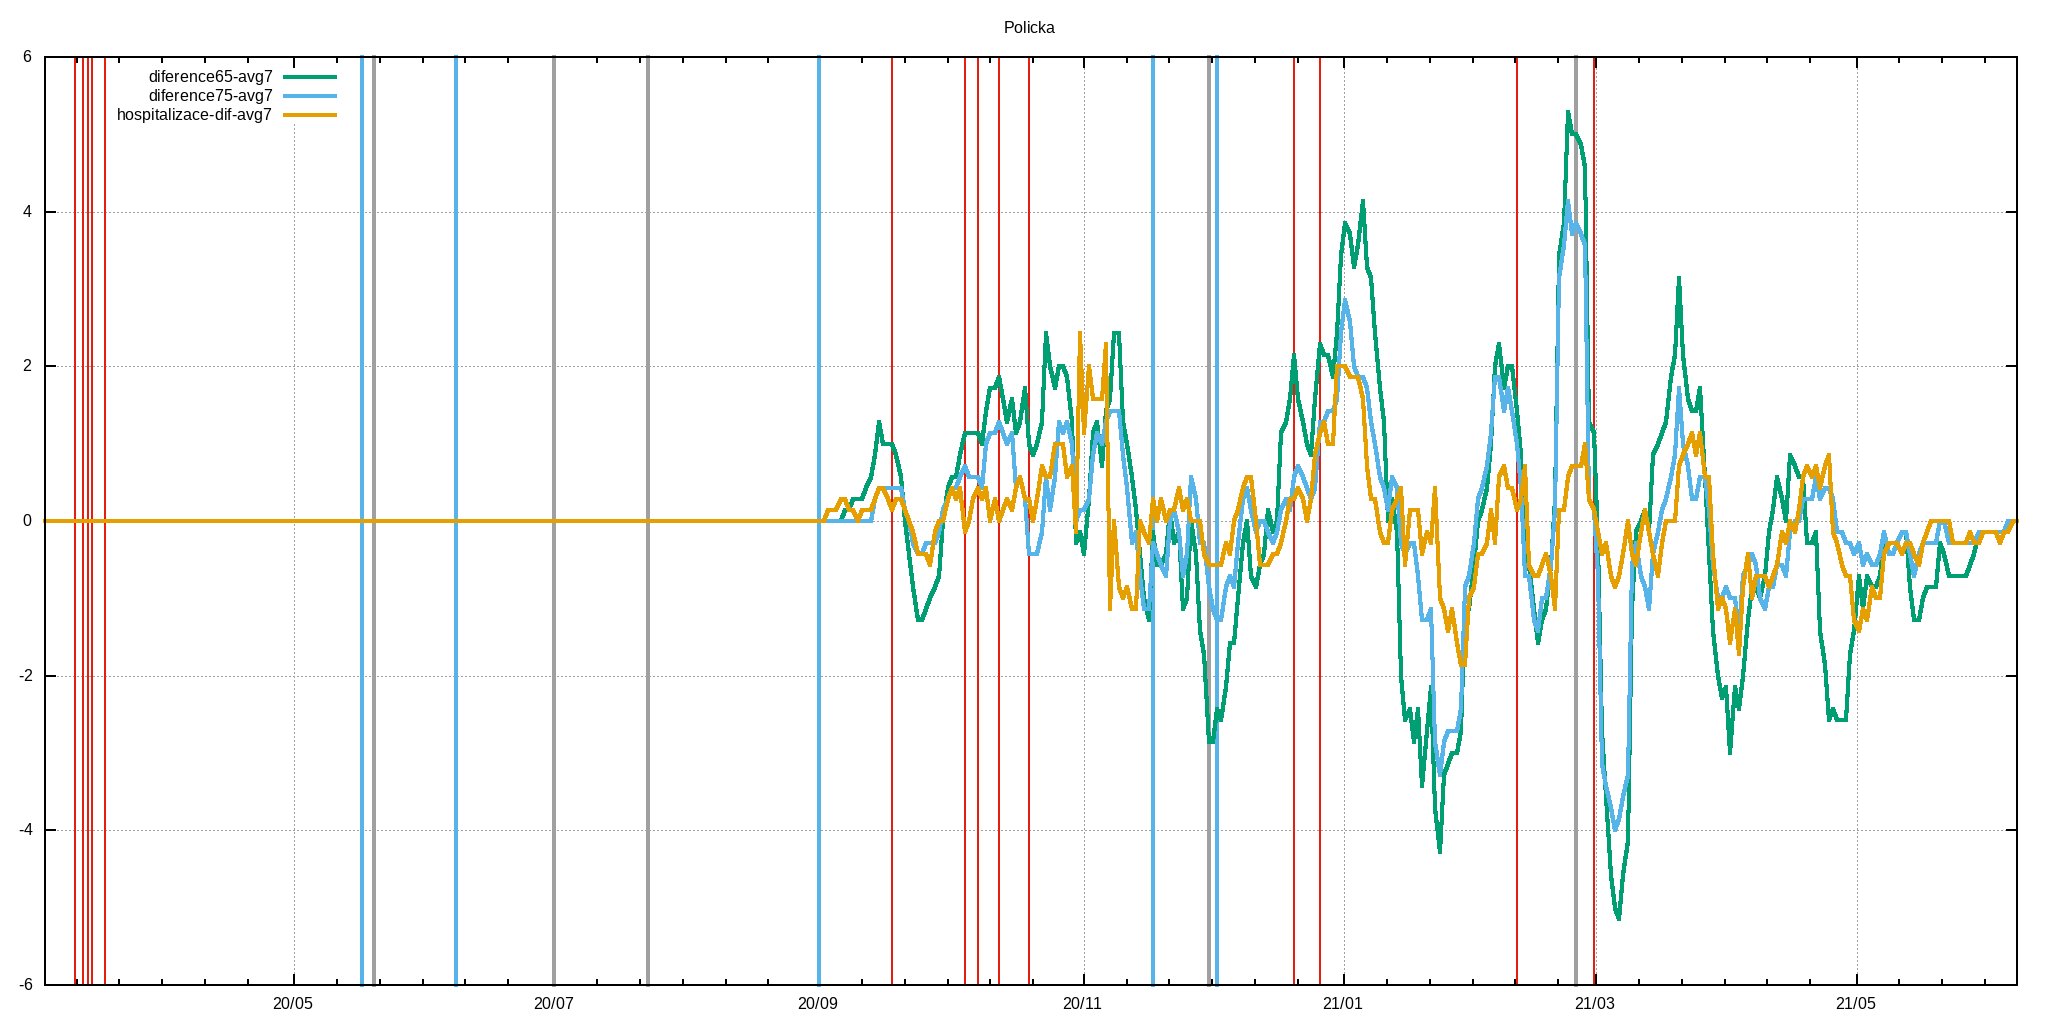 Policka
6
diference65-avg7
diference75-avg7
hospitalizace-dif-avg7
4
2
0
-2
-4
-6
20/05 20/07 20/09 20/11 21/01 21/03 21/05